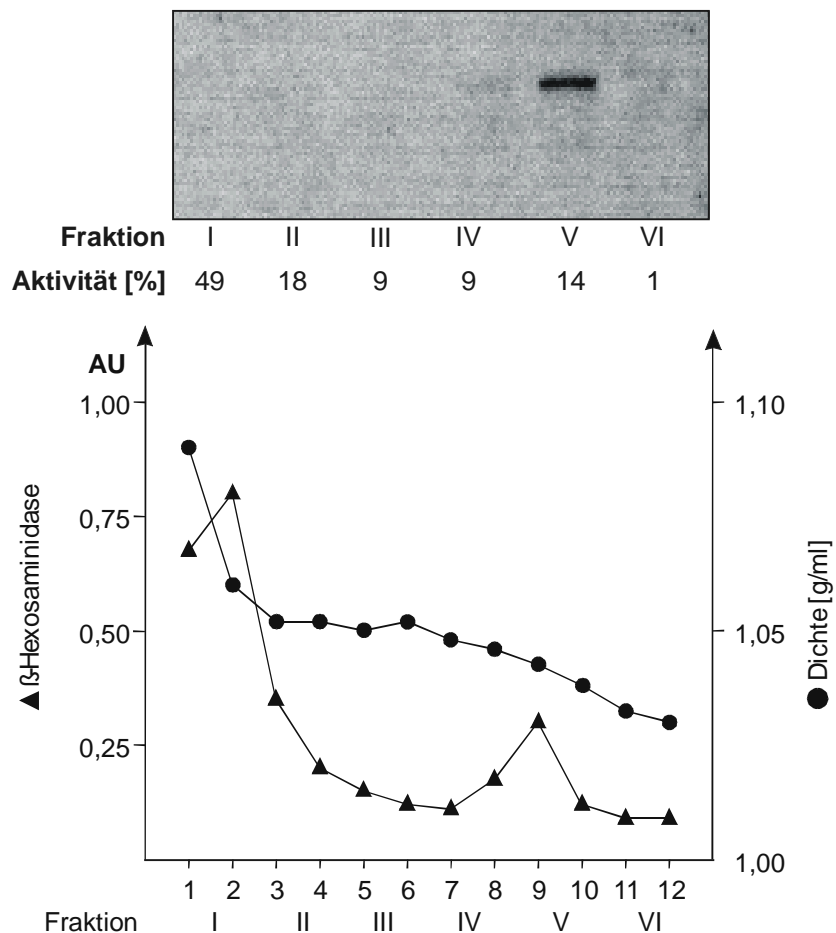 Fraktion I II III IV V VI
Aktivität [%] 49 18 9 9 14 1
AU
1,00 1,10
0,75
0,50 1,05
0,25
1,00
▲ ß-Hexosaminidase
● Dichte [g/ml]
1 2 3 4 5 6 7 8 9 10 11 12
Fraktion I II III IV V VI